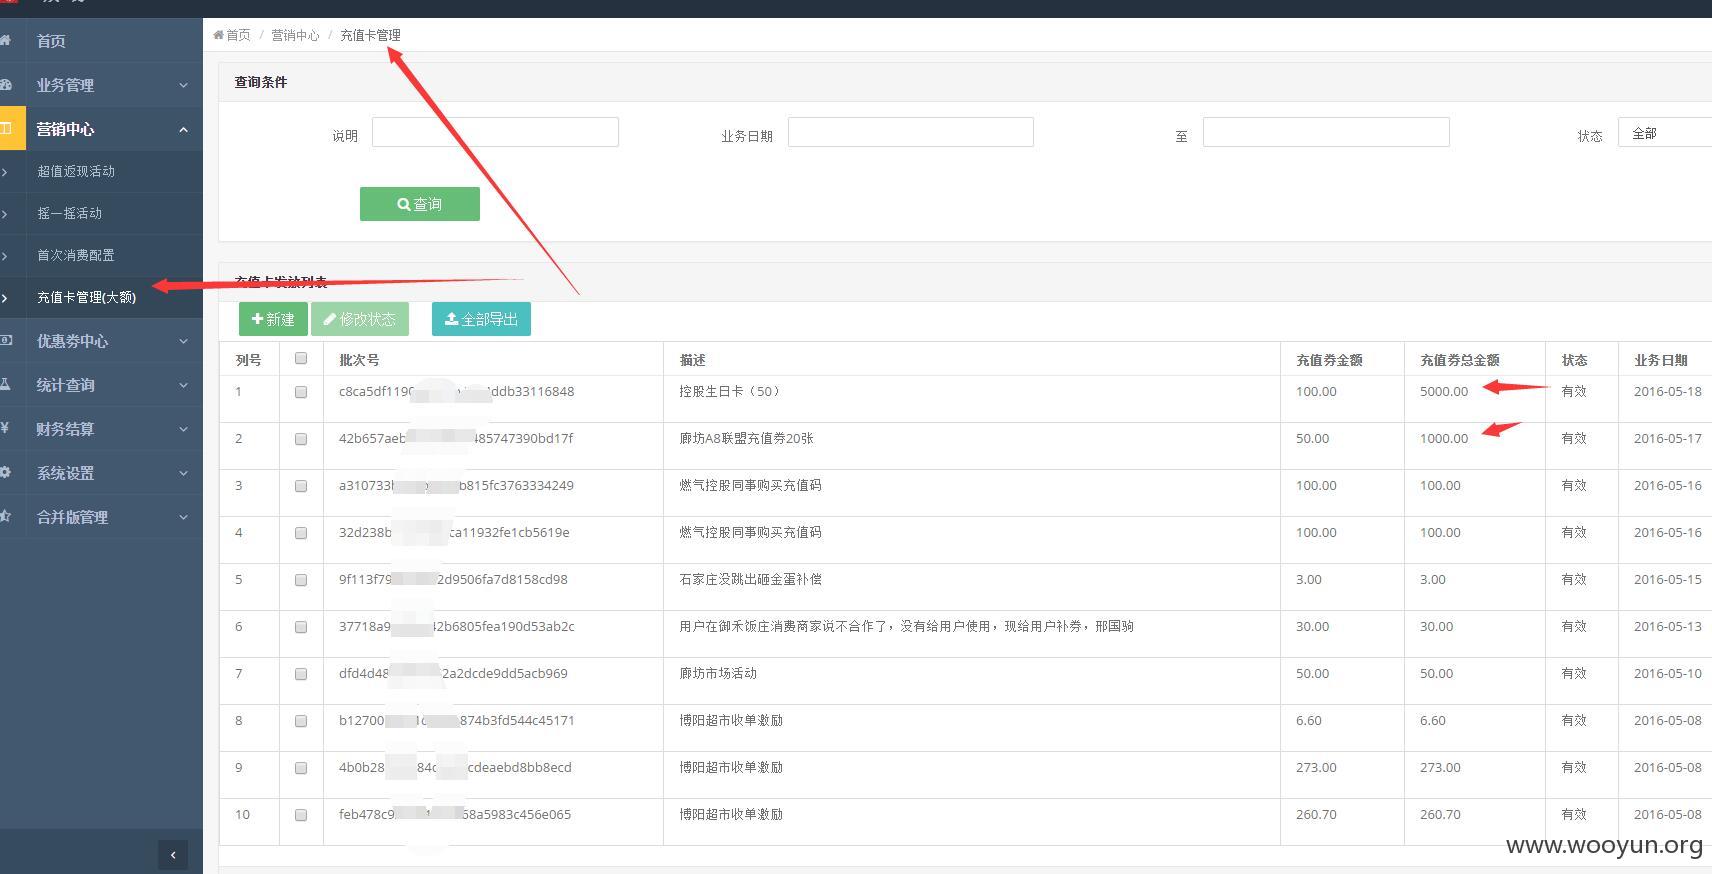 首页 / 营销中心 / 充值卡管理
首页
业务管理
营销中心
超值返现活动
摇一摇活动
首次消费配置
充值卡管理(大额)
优惠券中心
统计查询
财务结算
系统设置
合并版管理
查询条件
说明
业务日期
至
状态 全部
查询
充值卡发放列表
新建 修改状态 全部导出
列号 批次号 描述 充值券金额 充值券总金额 状态 业务日期
1 c8ca5df1190 ddb33116848 控股生日卡（50） 100.00 5000.00 有效 2016-05-18
2 42b657aeb 485747390bd17f 廊坊A8联盟充值券20张 50.00 1000.00 有效 2016-05-17
3 a310733 b815fc3763334249 燃气控股同事购买充值码 100.00 100.00 有效 2016-05-16
4 32d238b ca11932fe1cb5619e 燃气控股同事购买充值码 100.00 100.00 有效 2016-05-16
5 9f113f79 2d9506fa7d8158cd98 石家庄没跳出砸金蛋补偿 3.00 3.00 有效 2016-05-15
6 37718a9 42b6805fea190d53ab2c 用户在御禾饭庄消费商家说不合作了，没有给用户使用，现给用户补券，邢国驹 30.00 30.00 有效 2016-05-13
7 dfd4d48 2a2dcde9dd5acb969 廊坊市场活动 50.00 50.00 有效 2016-05-10
8 b12700 874b3fd544c45171 博阳超市收单激励 6.60 6.60 有效 2016-05-08
9 4b0b28 84 cdeaebd8bb8ecd 博阳超市收单激励 273.00 273.00 有效 2016-05-08
10 feb478c9 68a5983c456e065 博阳超市收单激励 260.70 260.70 有效 2016-05-08
www.wooyun.org